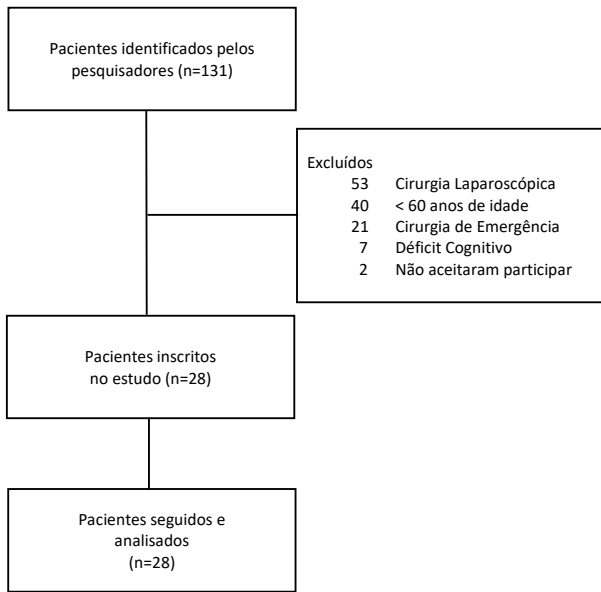 Pacientes identificados pelos
pesquisadores (n=131)
Excluídos
53 Cirurgia Laparoscópica
40 < 60 anos de idade
21 Cirurgia de Emergência
7 Déficit Cognitivo
2 Não aceitaram participar
Pacientes inscritos
no estudo (n=28)
Pacientes seguidos e
analisados
(n=28)